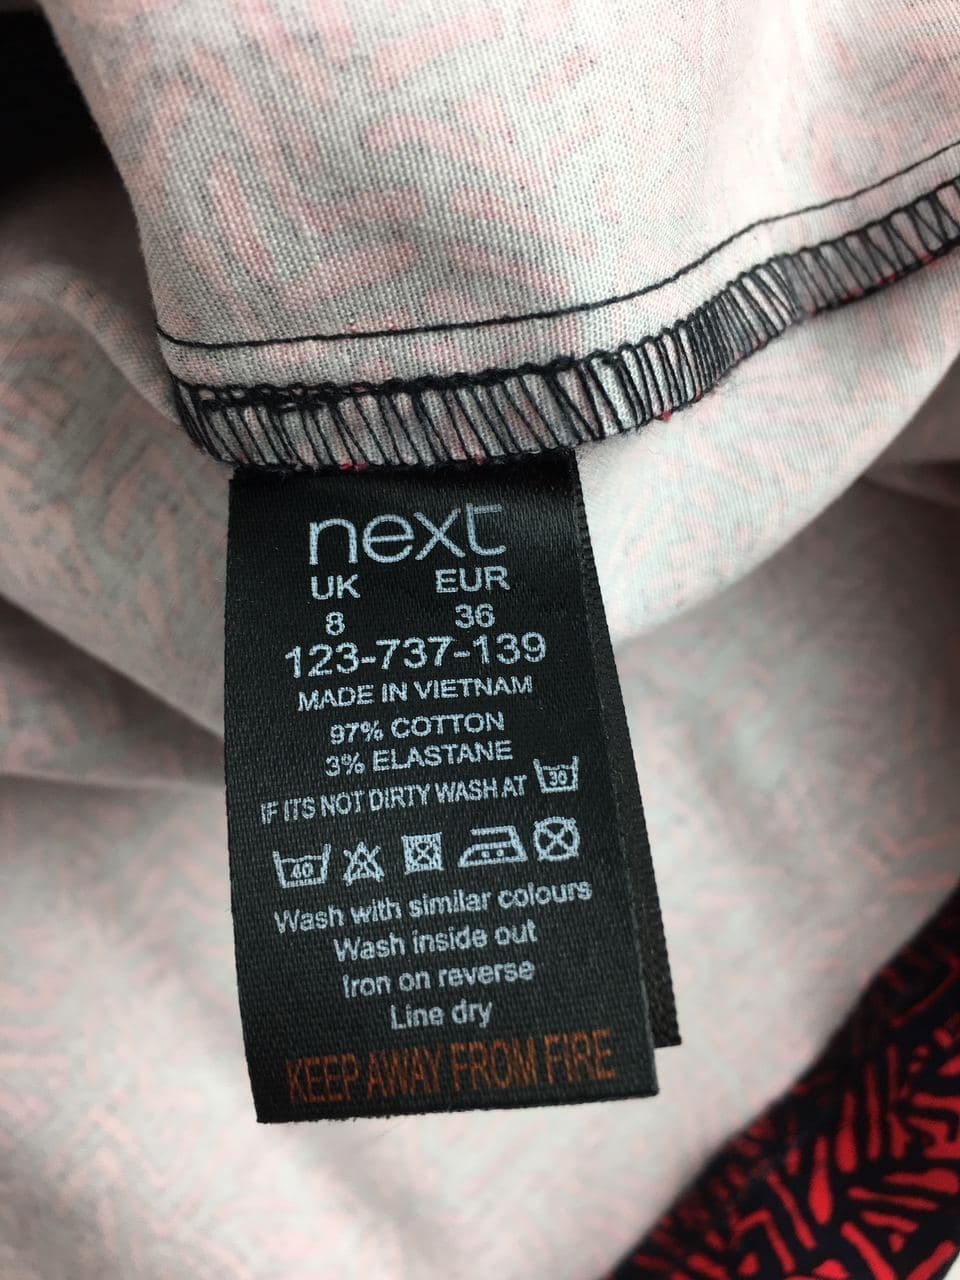 next
UK EUR
8 36
123-737-139
MADE IN VIETNAM
97% COTTON
3% ELASTANE
IF ITS NOT DIRTY WASH AT 30
40
Wash with similar colours
Wash inside out
Iron on reverse
Line dry
KEEP AWAY FROM FIRE